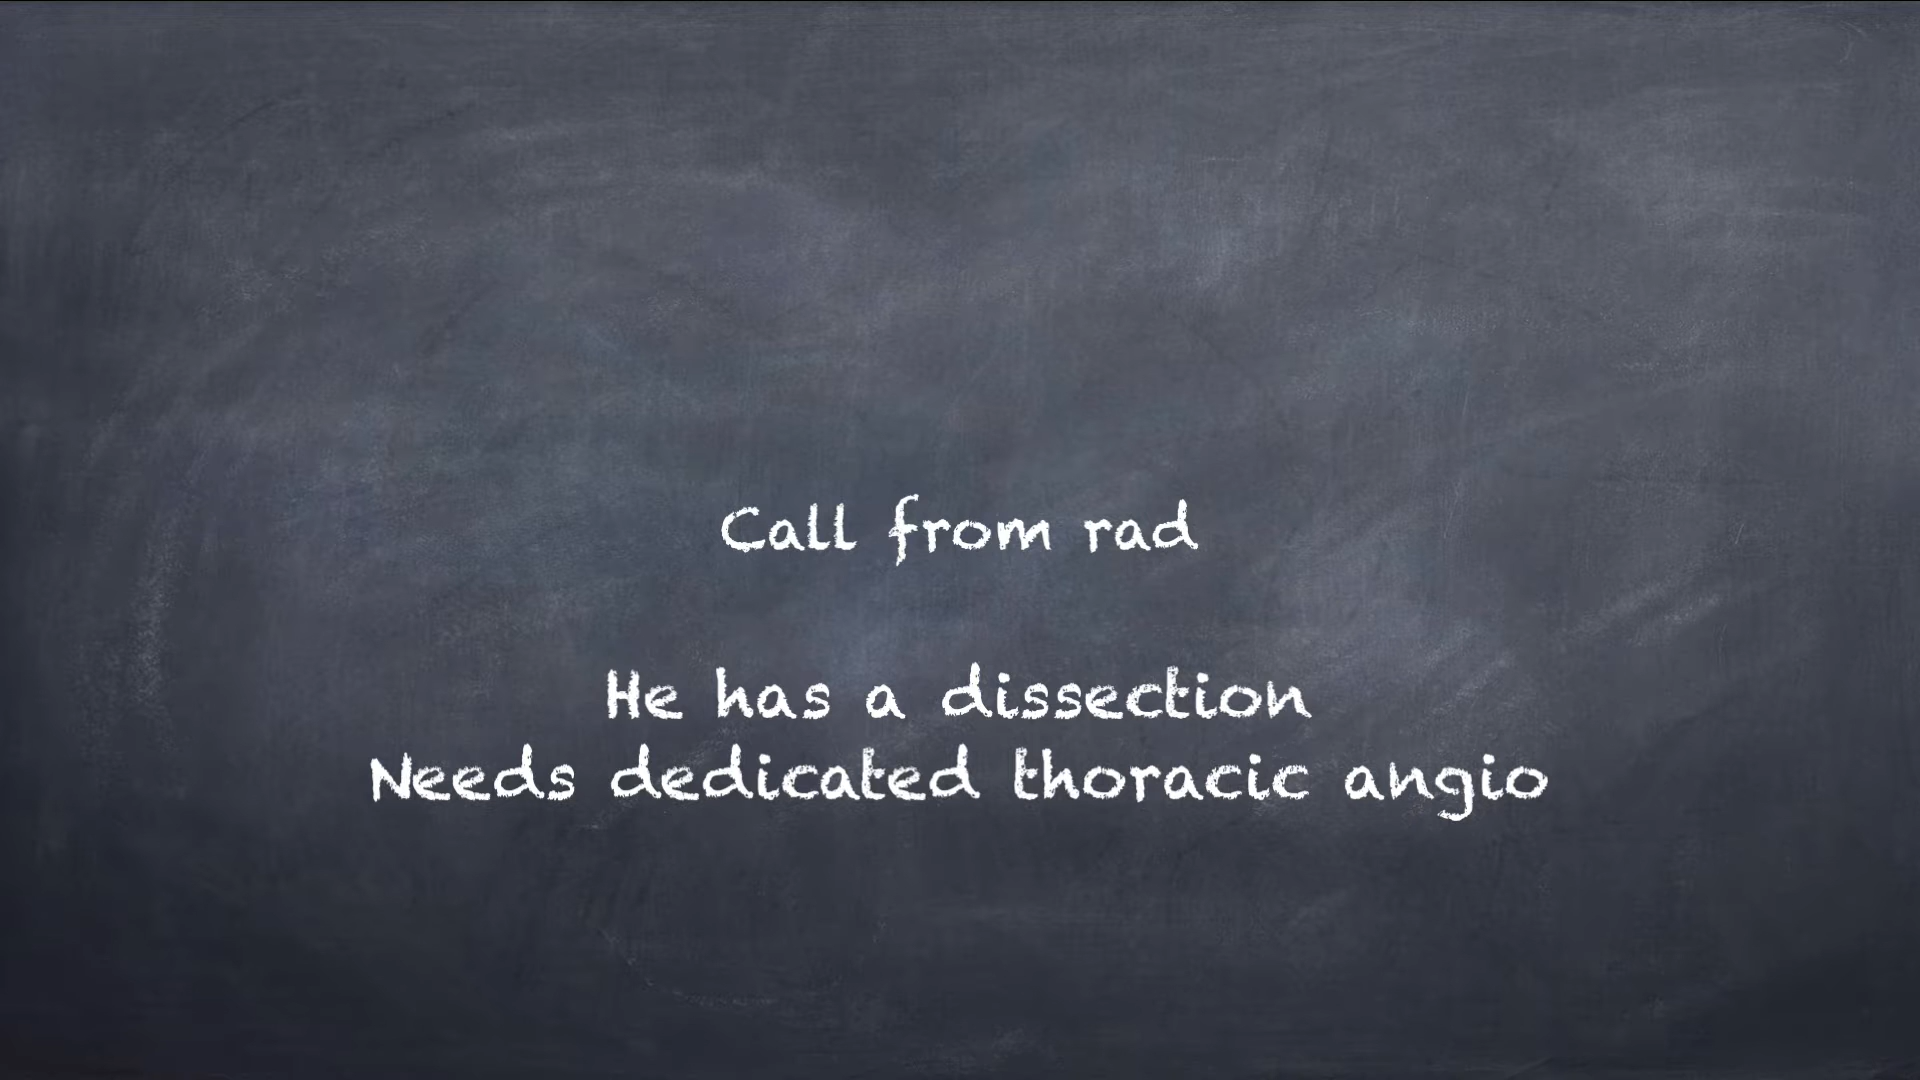 Call from rad
He has a dissection
Needs dedicated thoracic angio